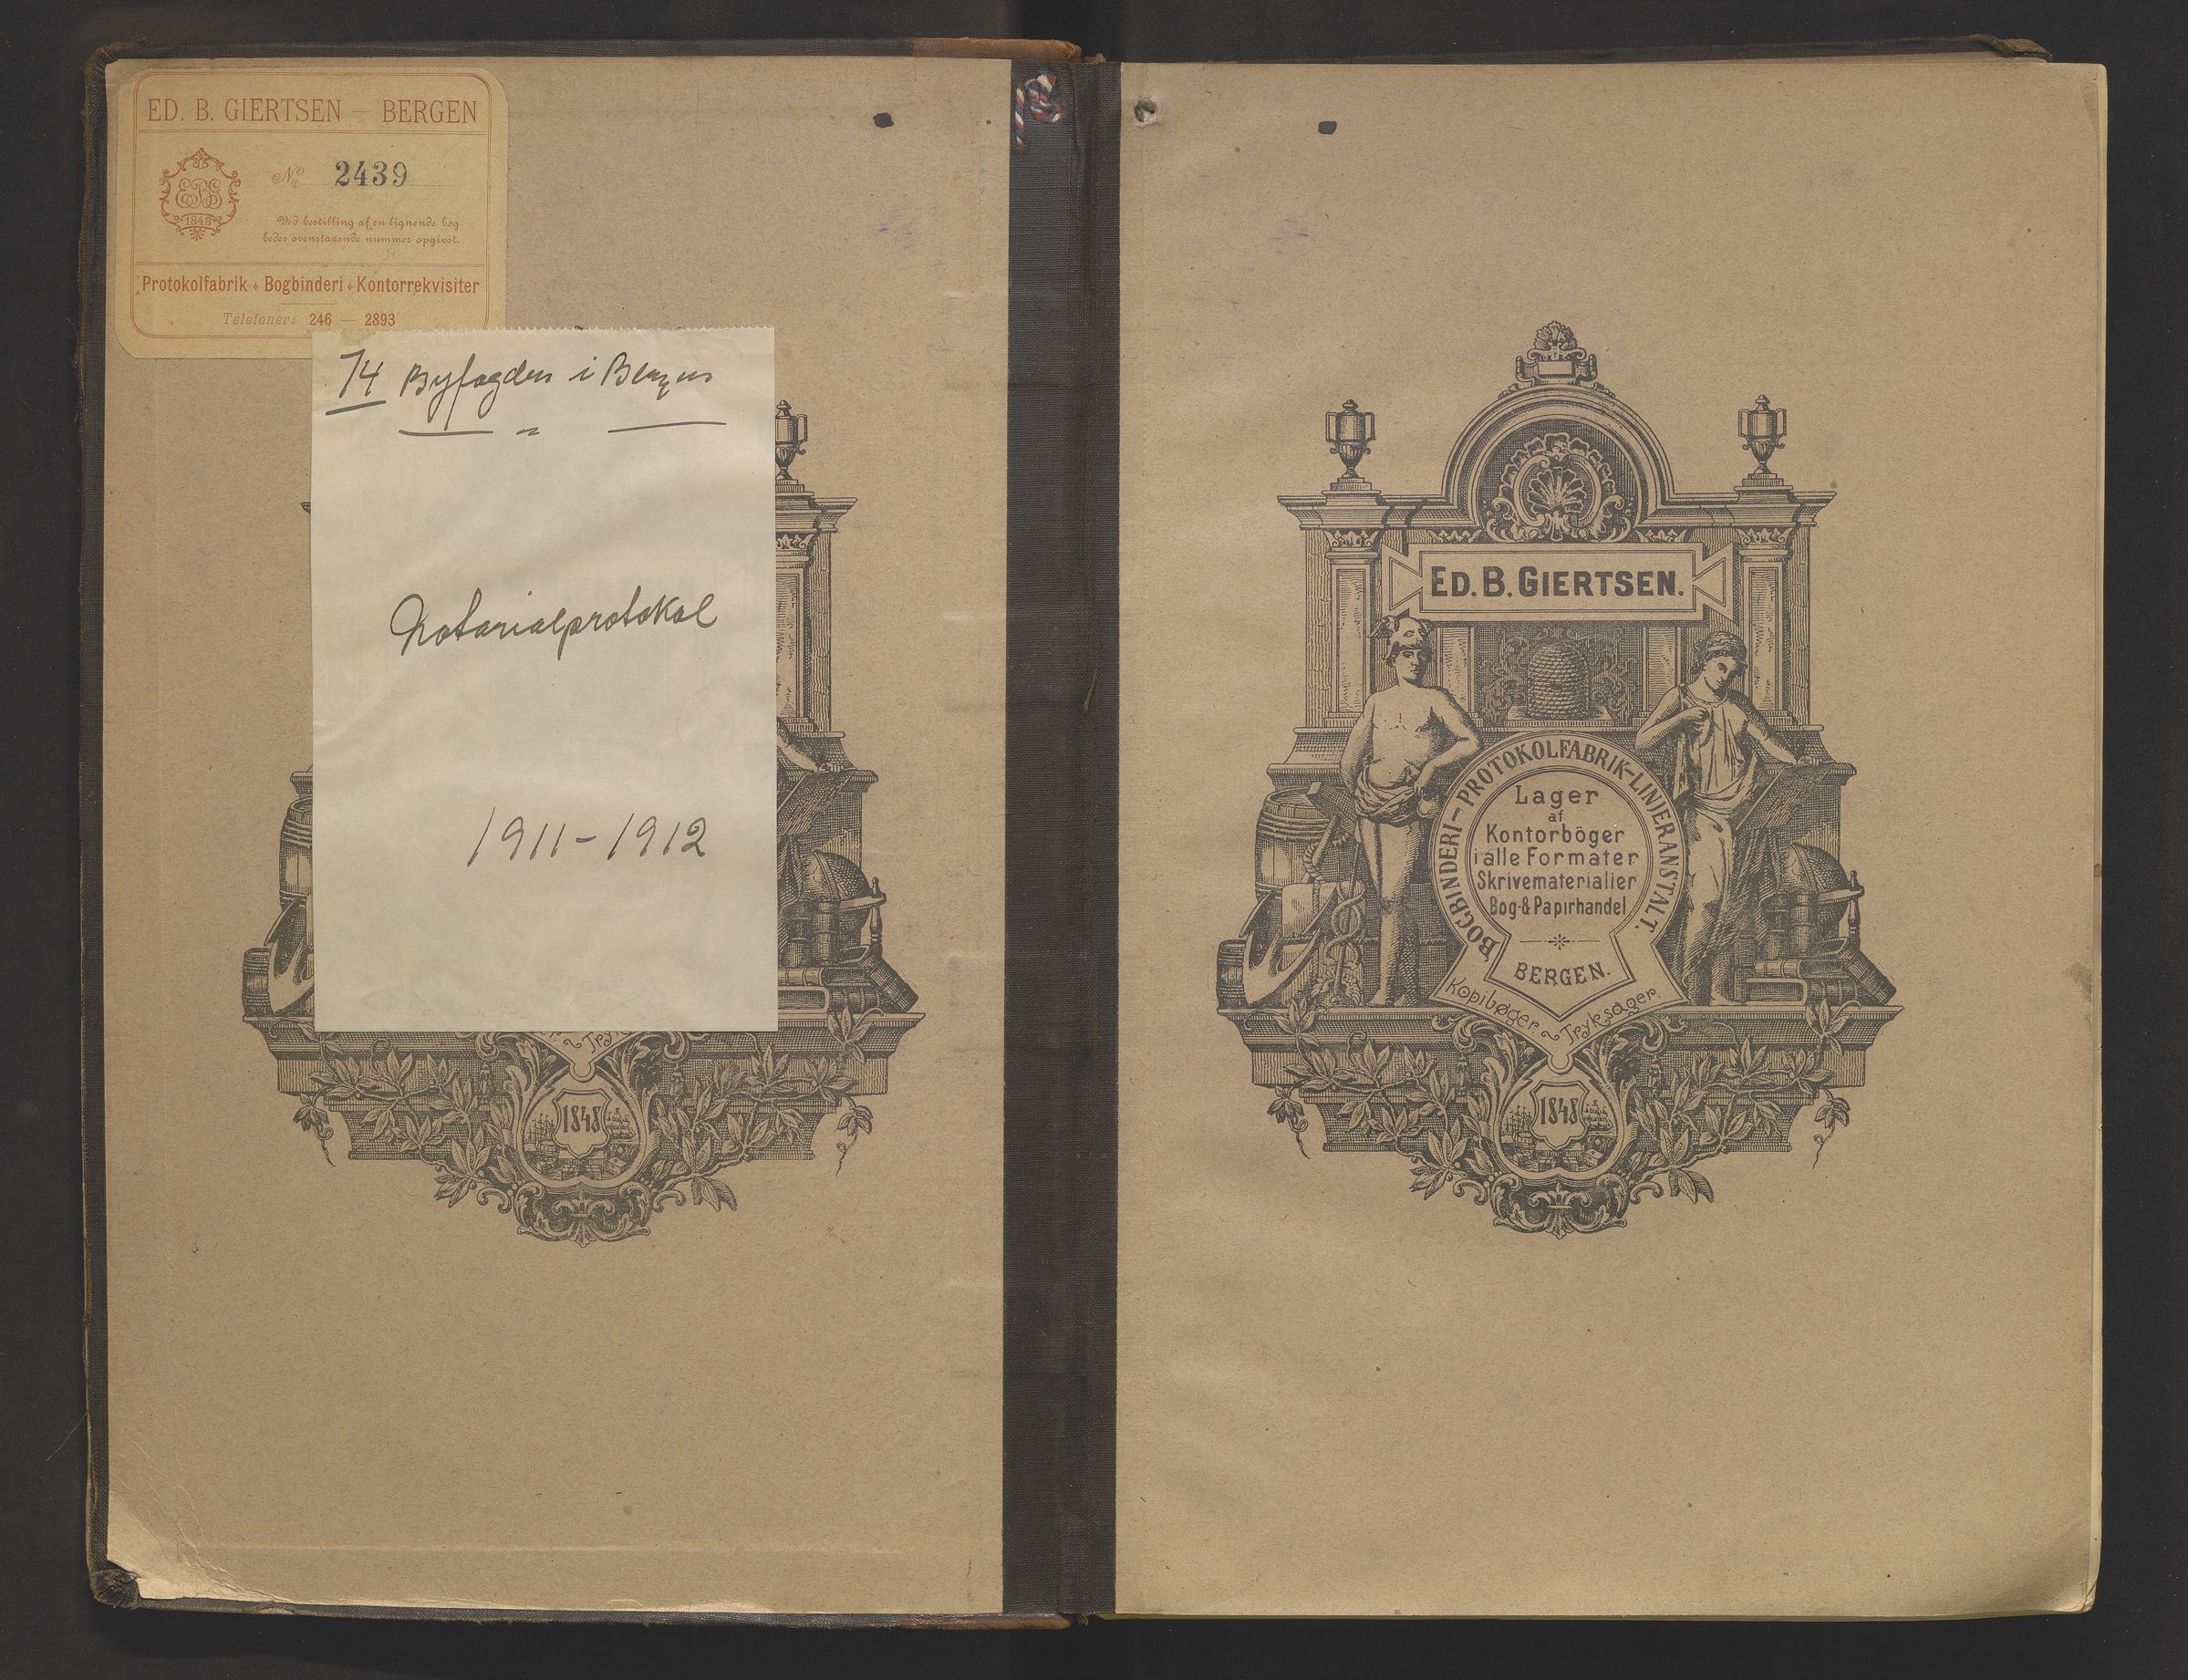 ED. B. GIERTSEN — BERGEN
No. 2439
EBG
1848
Ved bestilling af en lignende bog
bedes ovenstaaende nummer opgivet.
Protokolfabrik Bogbinderi Kontorrekvisiter
Telefoner: 246 — 2893
74 Byfogden i Bergen
Notarialprotokol
1911-1912
1848
ED. B. GIERTSEN.
BOGBINDERI-PROTOKOLFABRIK-LINJERANSTALT.
Lager
af
Kontorböger
i alle Formater
Skrivematerialier
Bog-& Papirhandel
BERGEN.
Kopibøger. ~ Tryksager.
1848